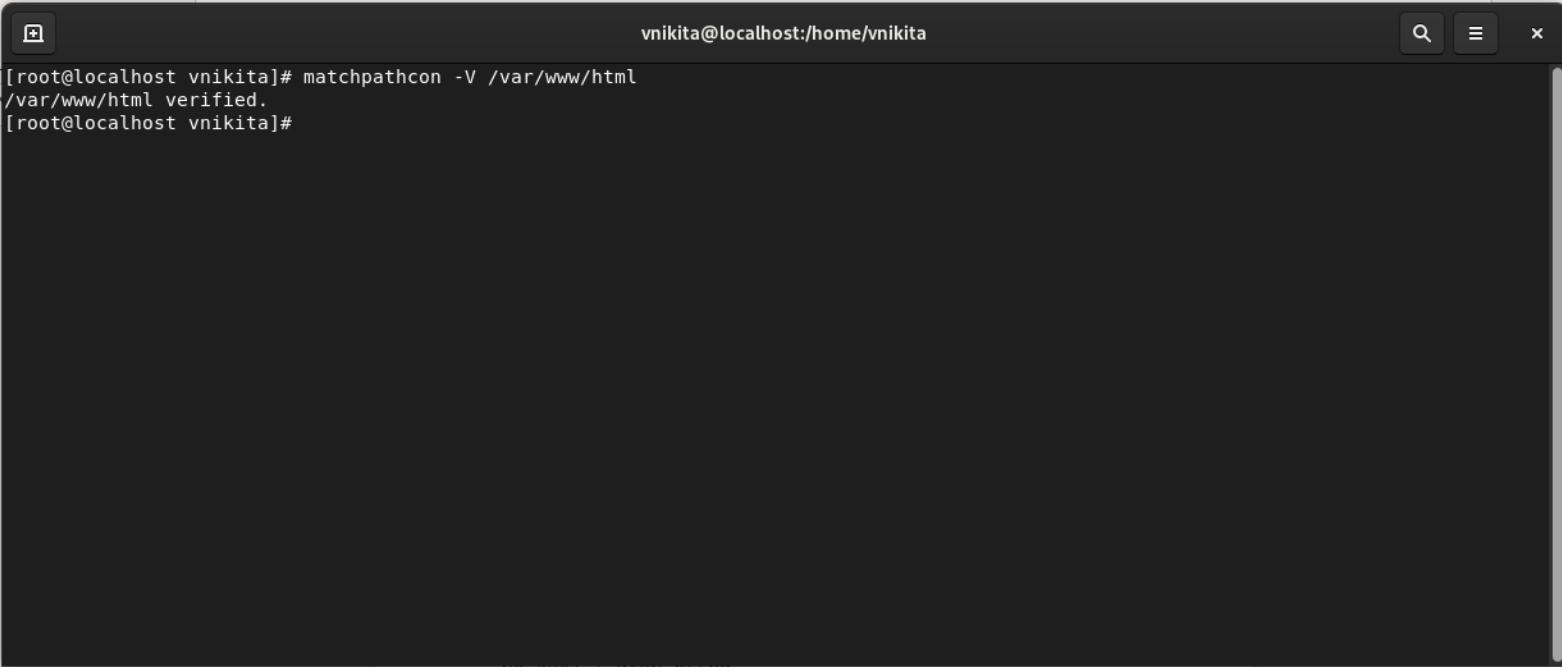 vnikita@localhost:/home/vnikita
[root@localhost vnikita]# matchpathcon -V /var/www/html
/var/www/html verified.
[root@localhost vnikita]#